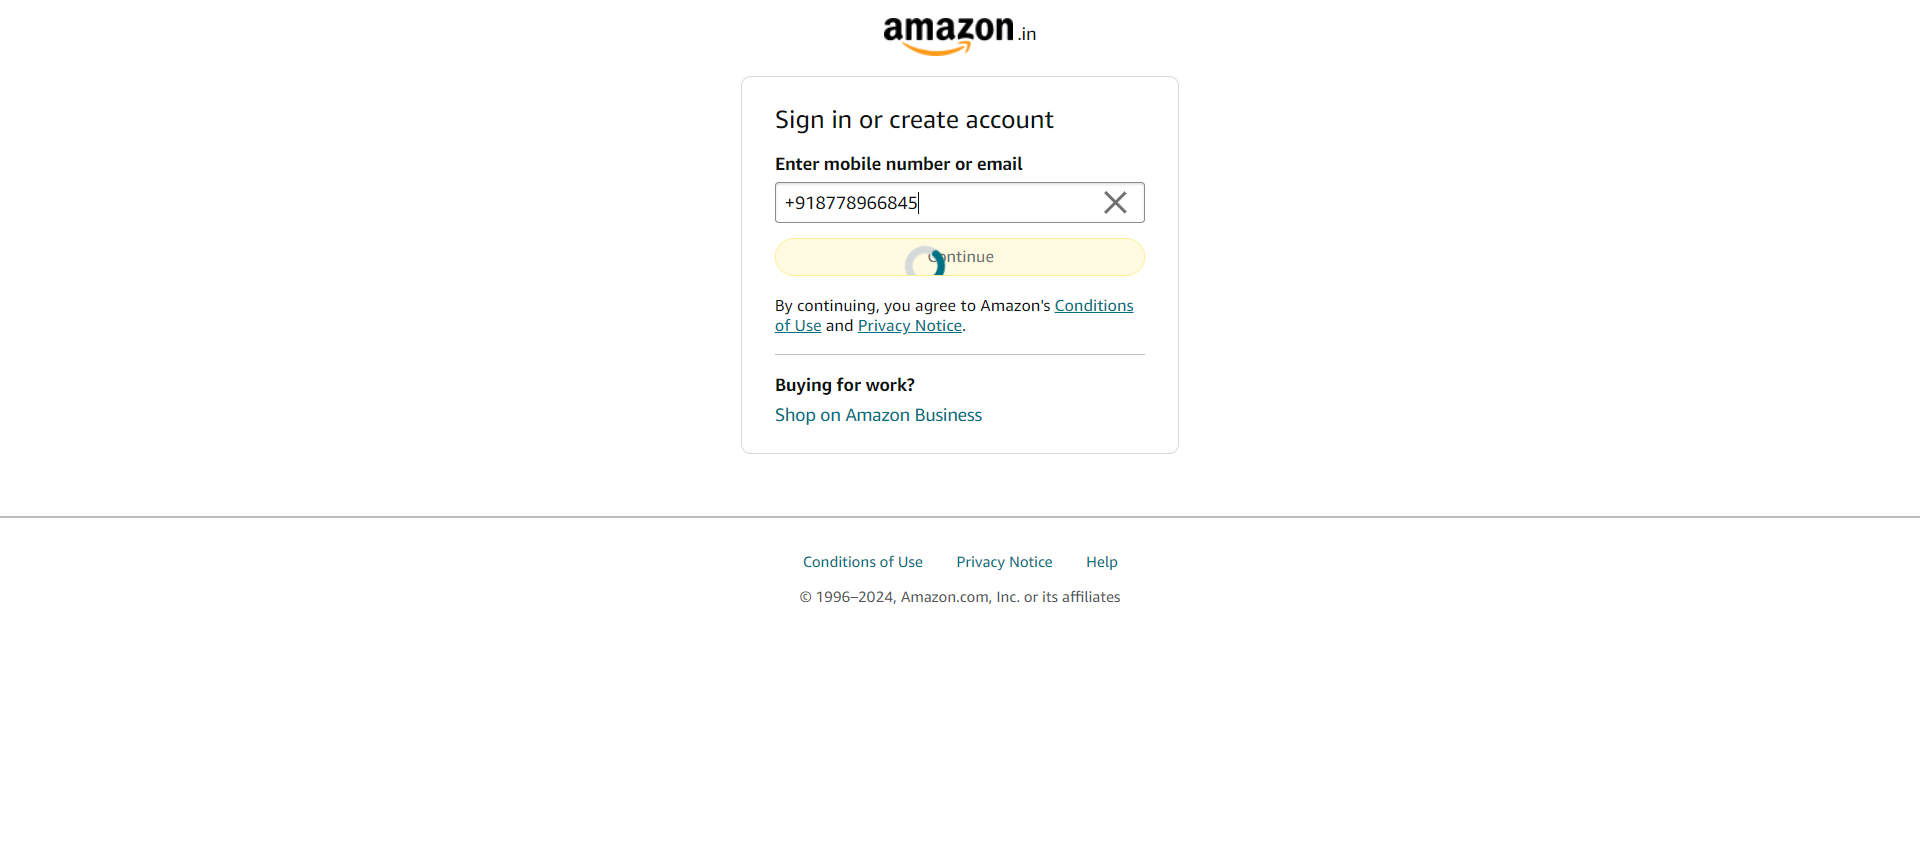 amazon.in
Sign in or create account
Enter mobile number or email
+918778966845
Continue
By continuing, you agree to Amazon's Conditions
of Use and Privacy Notice.
Buying for work?
Shop on Amazon Business
Conditions of Use Privacy Notice Help
© 1996–2024, Amazon.com, Inc. or its affiliates